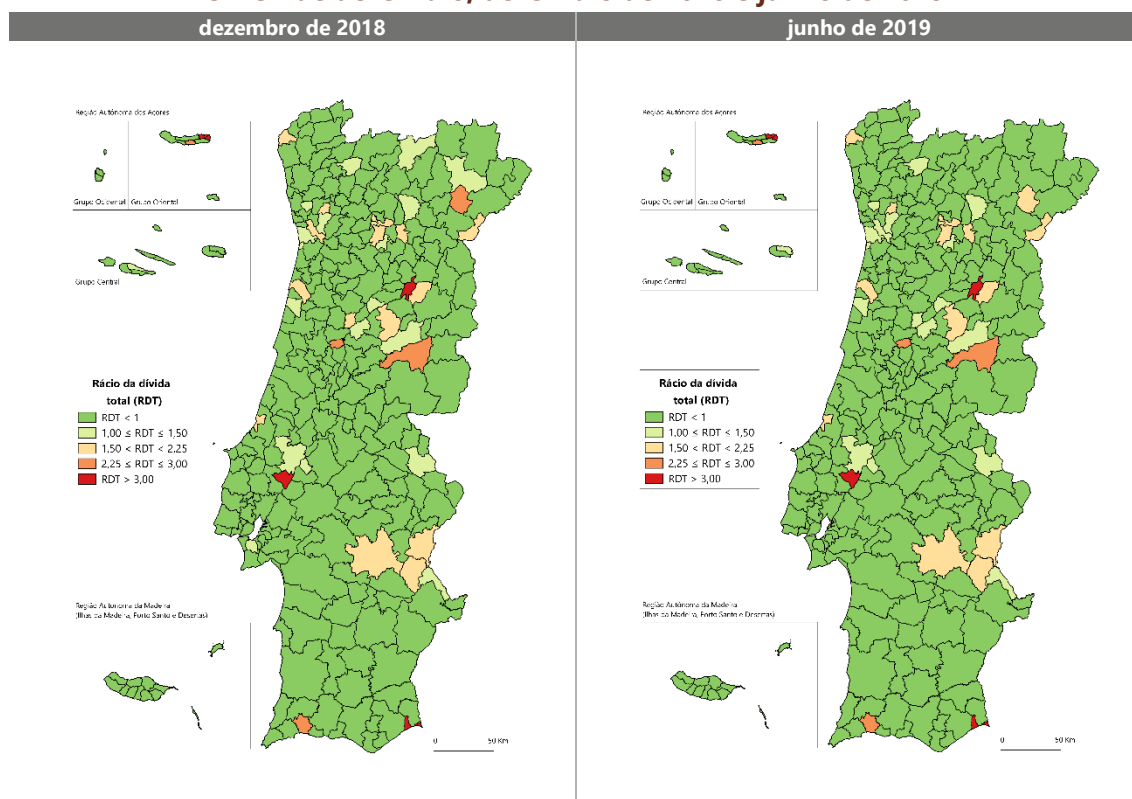 dezembro de 2018
junho de 2019
Região Autónoma dos Açores
Grupo Ocidental
Grupo Oriental
Grupo Central
Rácio da dívida
total (RDT)
RDT < 1
1,00 ≤ RDT ≤ 1,50
1,50 < RDT < 2,25
2,25 ≤ RDT ≤ 3,00
RDT > 3,00
Região Autónoma da Madeira
(Ilhas da Madeira, Porto Santo e Desertas)
0 50 Km
Região Autónoma dos Açores
Grupo Ocidental
Grupo Oriental
Grupo Central
Rácio da dívida
total (RDT)
RDT < 1
1,00 ≤ RDT ≤ 1,50
1,50 < RDT < 2,25
2,25 ≤ RDT ≤ 3,00
RDT > 3,00
Região Autónoma da Madeira
(Ilhas da Madeira, Porto Santo e Desertas)
0 50 Km